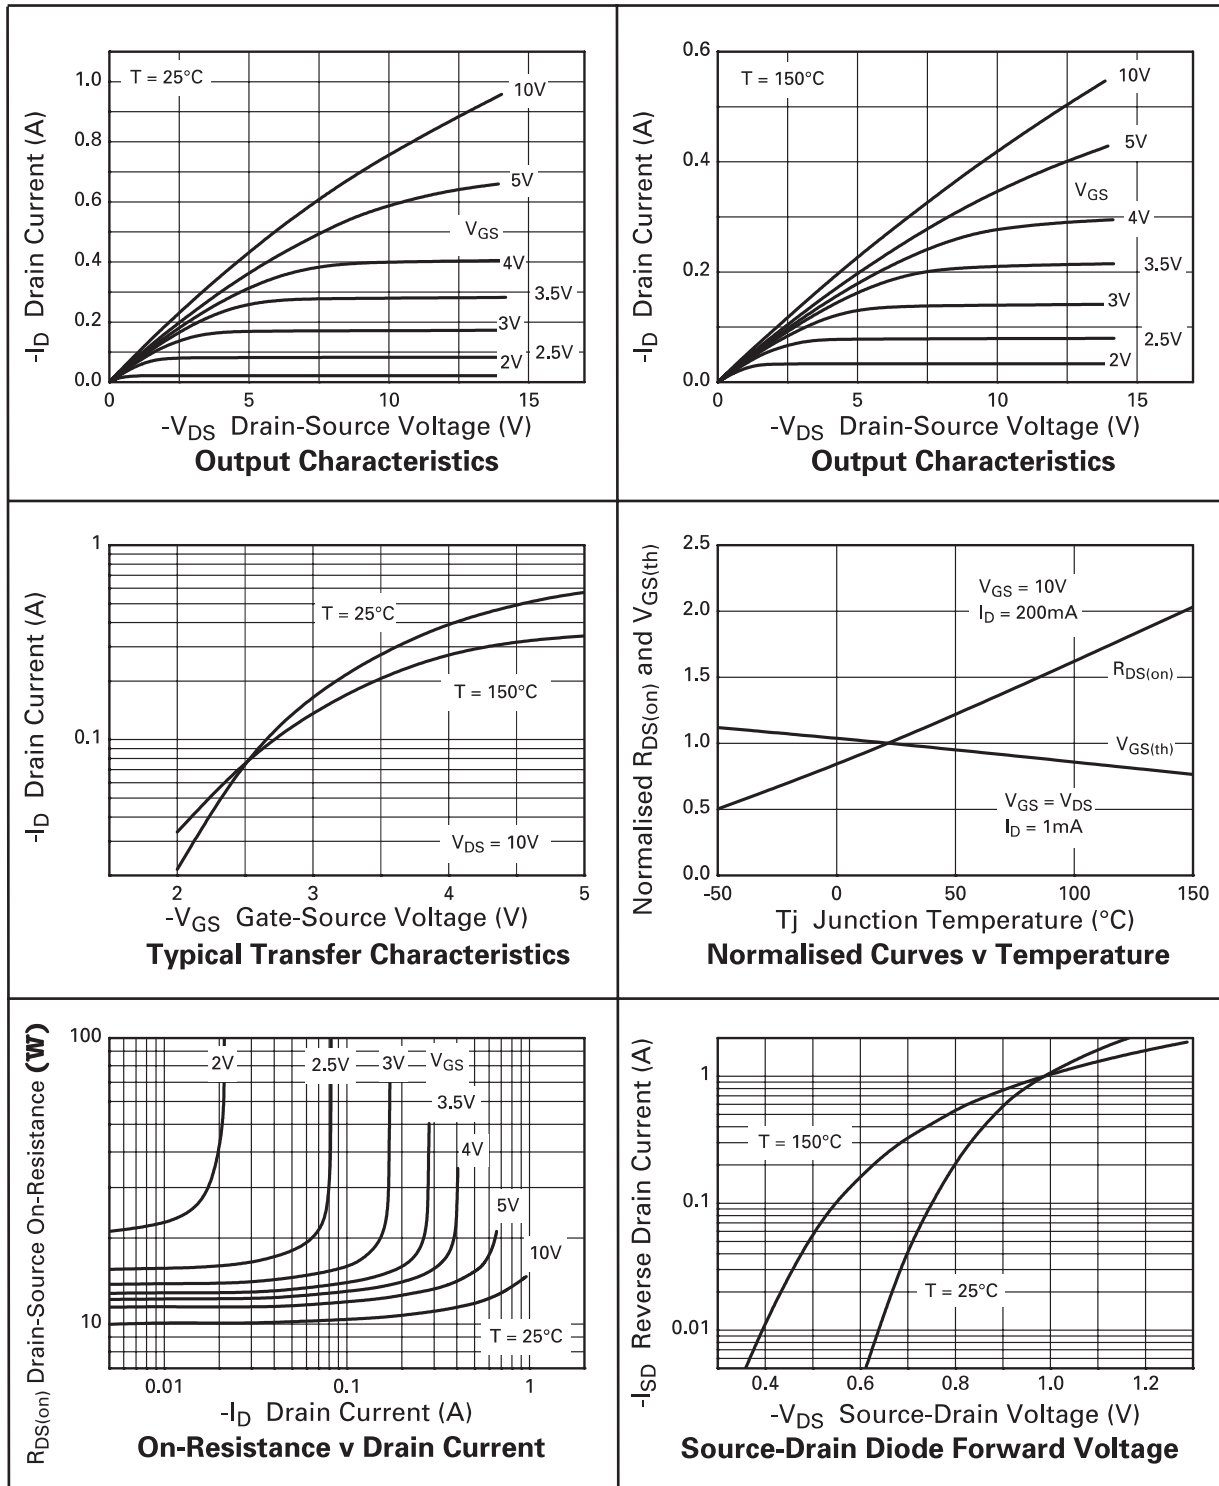 -ID Drain Current (A)
1.0
0.8
0.6
0.4
0.2
0.0
T = 25°C
10V
5V
VGS
4V
3.5V
3V
2.5V
2V
0 5 10 15
-VDS Drain-Source Voltage (V)
Output Characteristics
-ID Drain Current (A)
0.6
0.4
0.2
0.0
T = 150°C
10V
5V
VGS
4V
3.5V
3V
2.5V
2V
0 5 10 15
-VDS Drain-Source Voltage (V)
Output Characteristics
-ID Drain Current (A)
1
0.1
T = 25°C
T = 150°C
VDS = 10V
2 3 4 5
-VGS Gate-Source Voltage (V)
Typical Transfer Characteristics
Normalised RDS(on) and VGS(th)
2.5
2.0
1.5
1.0
0.5
0.0
VGS = 10V
ID = 200mA
RDS(on)
VGS(th)
VGS = VDS
ID = 1mA
-50 0 50 100 150
Tj Junction Temperature (°C)
Normalised Curves v Temperature
RDS(on) Drain-Source On-Resistance (W)
100
10
2V
2.5V
3V
VGS
3.5V
4V
5V
10V
T = 25°C
0.01 0.1 1
-ID Drain Current (A)
On-Resistance v Drain Current
-ISD Reverse Drain Current (A)
1
0.1
0.01
T = 150°C
T = 25°C
0.4 0.6 0.8 1.0 1.2
-VDS Source-Drain Voltage (V)
Source-Drain Diode Forward Voltage